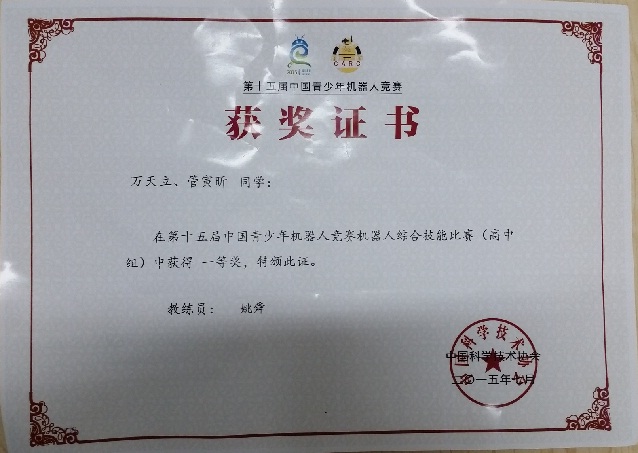 CARC
第十五届中国青少年机器人竞赛
获奖证书
万天立、管寅昕 同学:
在第十五届中国青少年机器人竞赛机器人综合技能比赛（高中
组）中获得 一等奖，特颁此证。
教练员: 姚舜
中国科学技术协会
二〇一五年七月